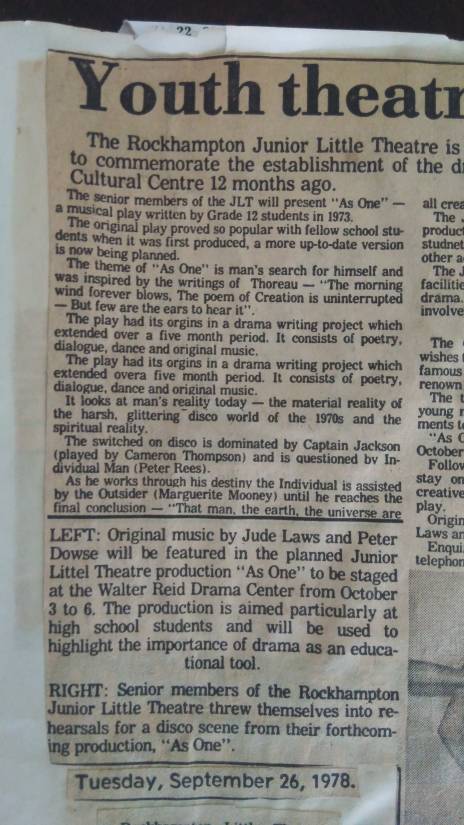 22
Youth theatr
The Rockhampton Junior Little Theatre is
to commemorate the establishment of the d
Cultural Centre 12 months ago.
The senior members of the JLT will present "As One" —
a musical play written by Grade 12 students in 1973.
The original play proved so popular with fellow school stu-
dents when it was first produced, a more up-to-date version
is now being planned.
The theme of "As One" is man's search for himself and
was inspired by the writings of Thoreau — "The morning
wind forever blows, The poem of Creation is uninterrupted
— But few are the ears to hear it".
The play had its orgins in a drama writing project which
extended over a five month period. It consists of poetry,
dialogue, dance and original music.
The play had its orgins in a drama writing project which
extended overa five month period. It consists of poetry,
dialogue, dance and original music.
It looks at man's reality today — the material reality of
the harsh, glittering disco world of the 1970s and the
spiritual reality.
The switched on disco is dominated by Captain Jackson
(played by Cameron Thompson) and is questioned bv In-
dividual Man (Peter Rees).
As he works through his destiny the Individual is assisted
by the Outsider (Marguerite Mooney) until he reaches the
final conclusion — "That man, the earth, the universe are
all crea
The
product
studnet
other a
The J
facilitie
drama.
involve
The
wishes t
famous
renown
The t
young r
ments to
"As O
October
Follow
stay on
creative
play.
Origin
Laws an
Enqui
telephon
LEFT: Original music by Jude Laws and Peter
Dowse will be featured in the planned Junior
Littel Theatre production "As One" to be staged
at the Walter Reid Drama Center from October
3 to 6. The production is aimed particularly at
high school students and will be used to
highlight the importance of drama as an educa-
tional tool.
RIGHT: Senior members of the Rockhampton
Junior Little Theatre threw themselves into re-
hearsals for a disco scene from their forthcom-
ing production, "As One".
Tuesday, September 26, 1978.